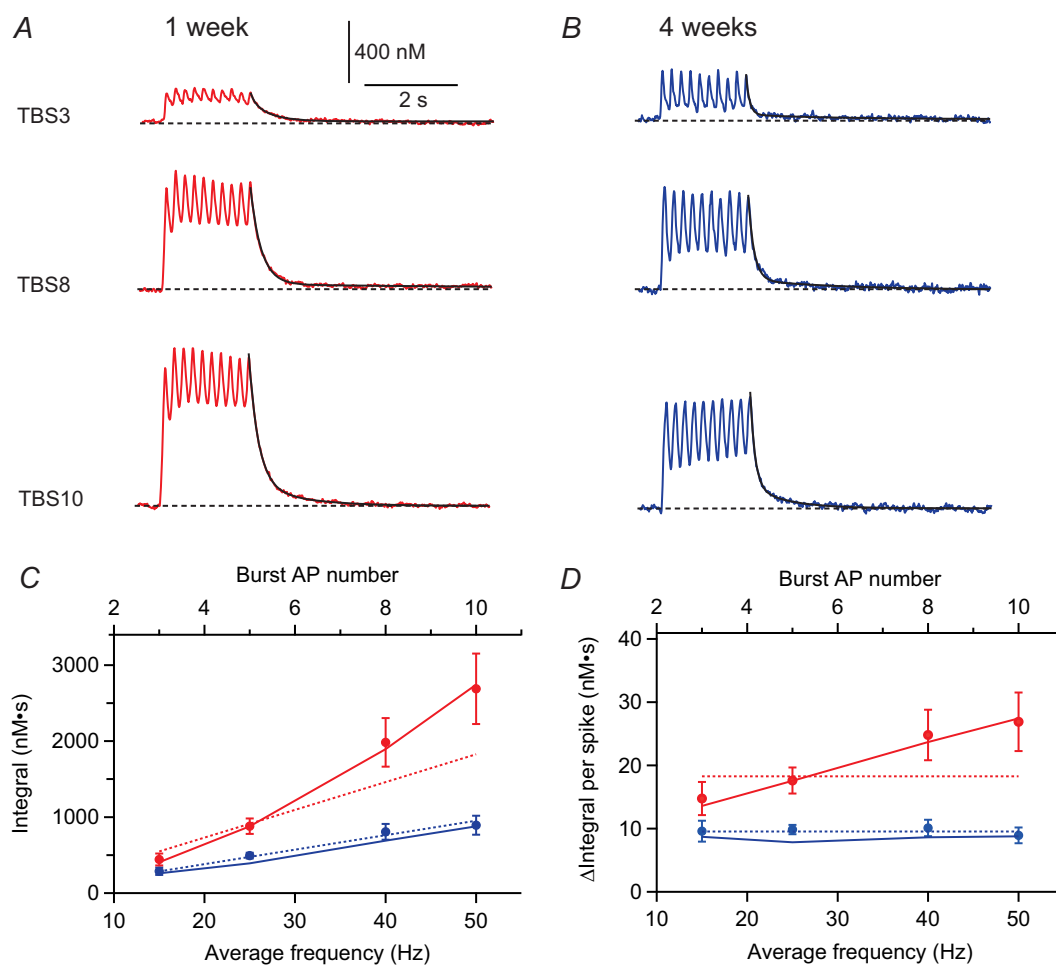 A 1 week B 4 weeks
400 nM
2 s
TBS3
TBS8
TBS10
C Burst AP number
2 4 6 8 10
Integral (nM•s)
3000
2000
1000
0
10 20 30 40 50
Average frequency (Hz)
D Burst AP number
2 4 6 8 10
ΔIntegral per spike (nM•s)
40
30
20
10
0
10 20 30 40 50
Average frequency (Hz)